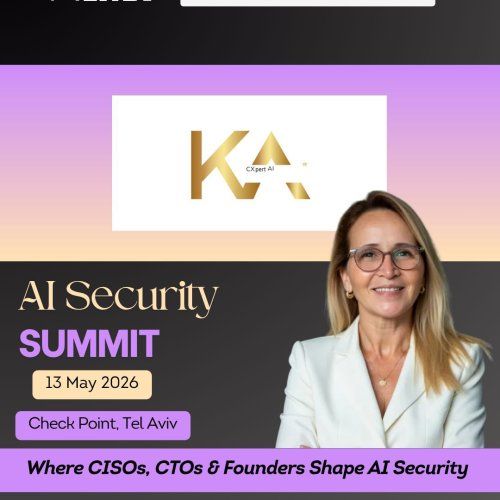 KA
CXpert AI
AI Security
SUMMIT
13 May 2026
Check Point, Tel Aviv
Where CISOs, CTOs & Founders Shape AI Security